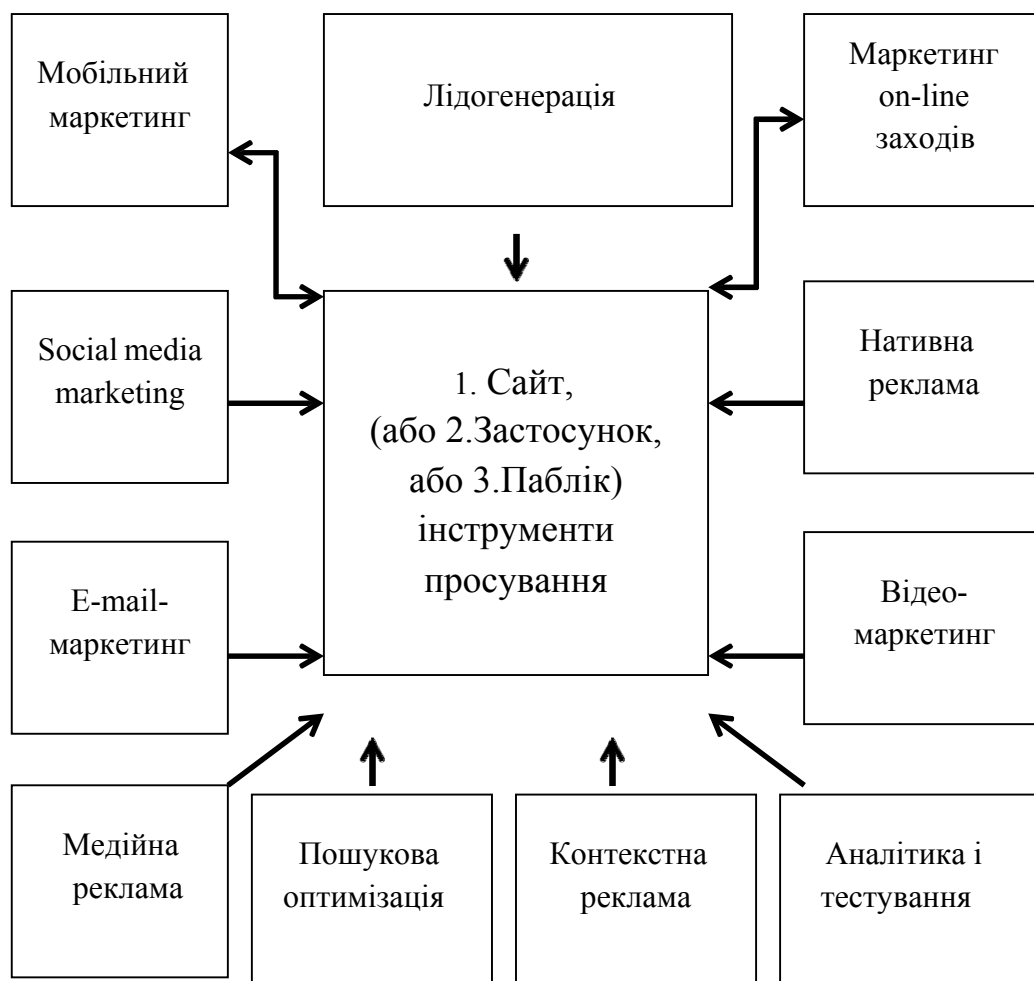 Мобільний
маркетинг
Лідогенерація
Маркетинг
on-line
заходів
Social media
marketing
1. Сайт,
(або 2.Застосунок,
або 3.Паблік)
інструменти
просування
Нативна
реклама
E-mail-
маркетинг
Відео-
маркетинг
Медійна
реклама
Пошукова
оптимізація
Контекстна
реклама
Аналітика і
тестування